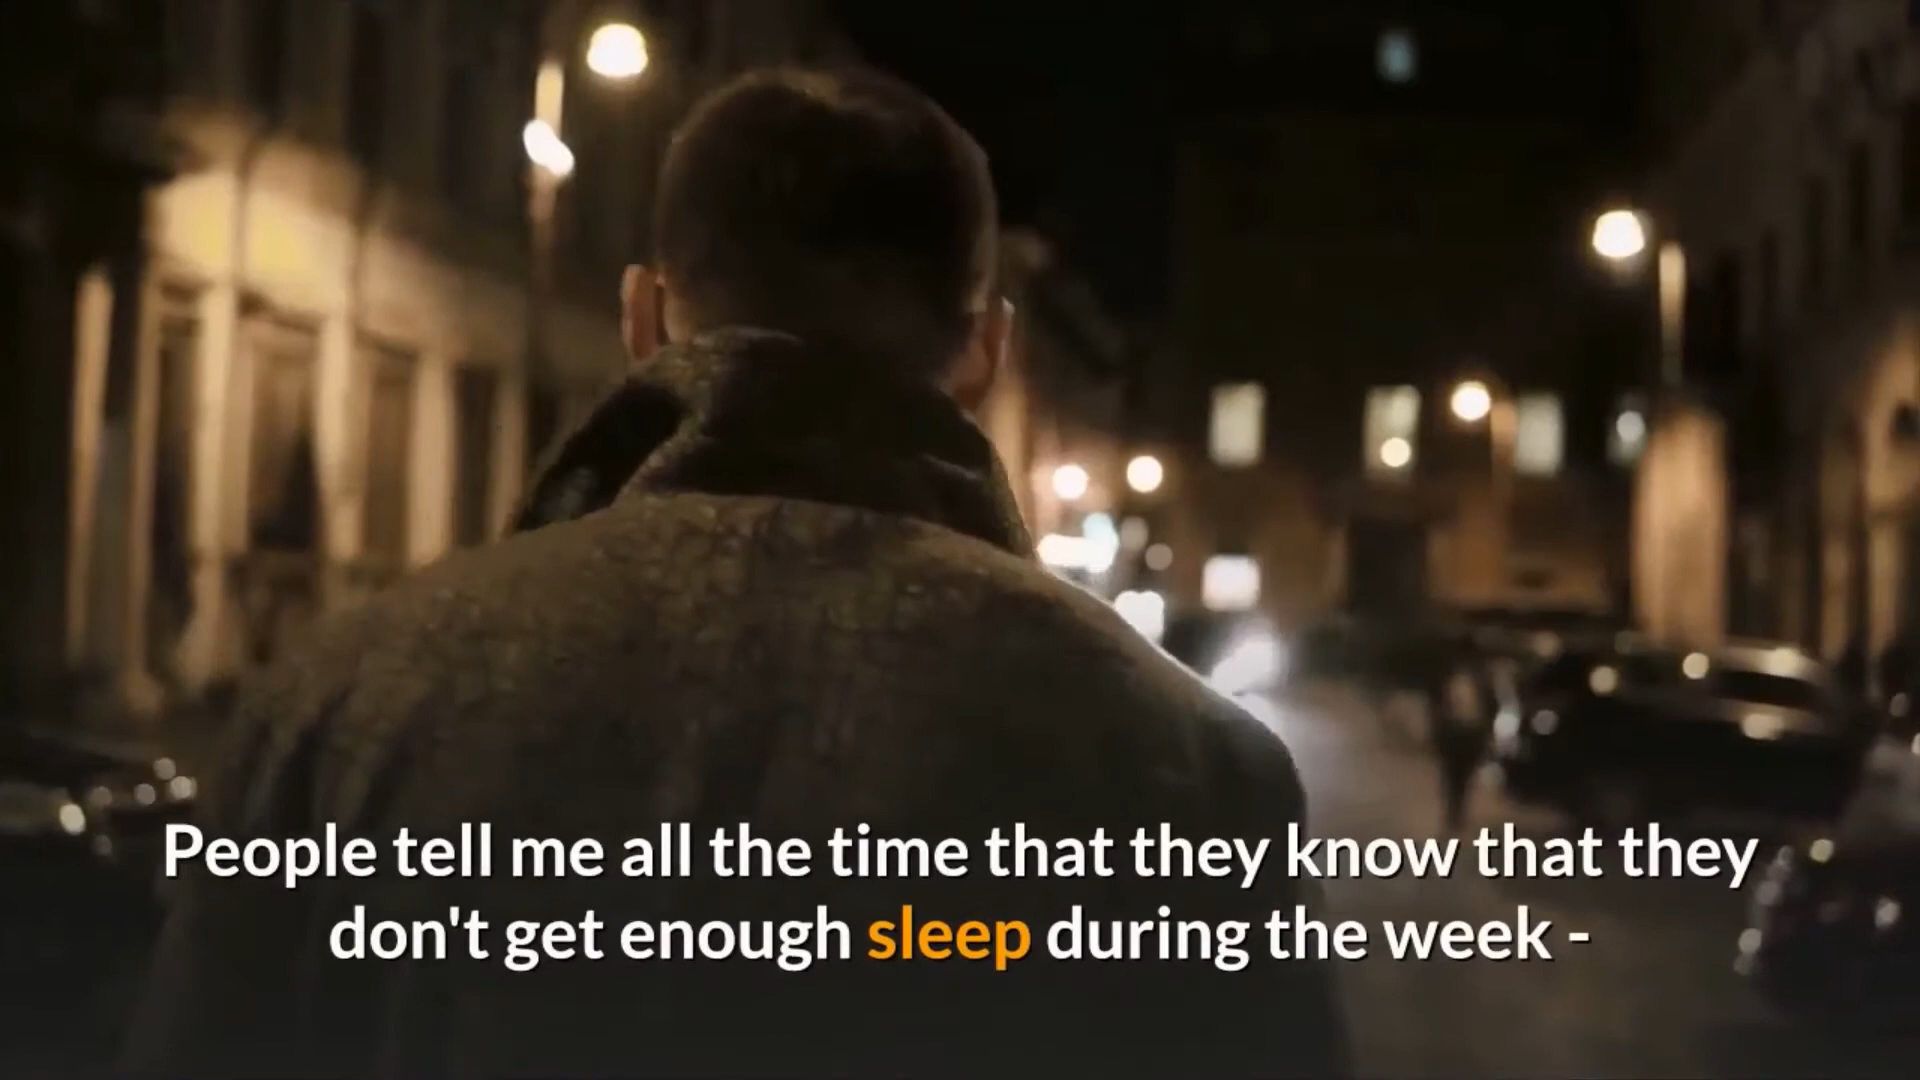 People tell me all the time that they know that they
don't get enough sleep during the week -